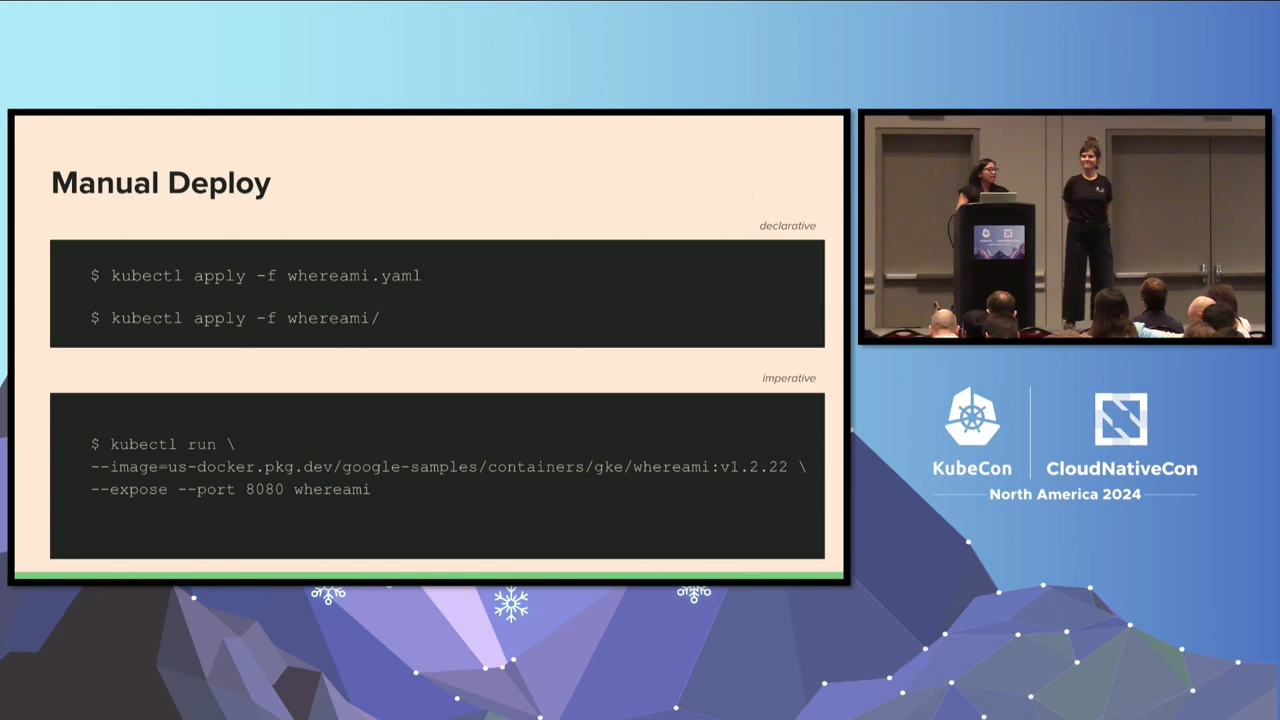 Manual Deploy
declarative
$ kubectl apply -f whereami.yaml
$ kubectl apply -f whereami/
imperative
$ kubectl run \
--image=us-docker.pkg.dev/google-samples/containers/gke/whereami:v1.2.22 \
--expose --port 8080 whereami
KubeCon
CloudNativeCon
North America 2024